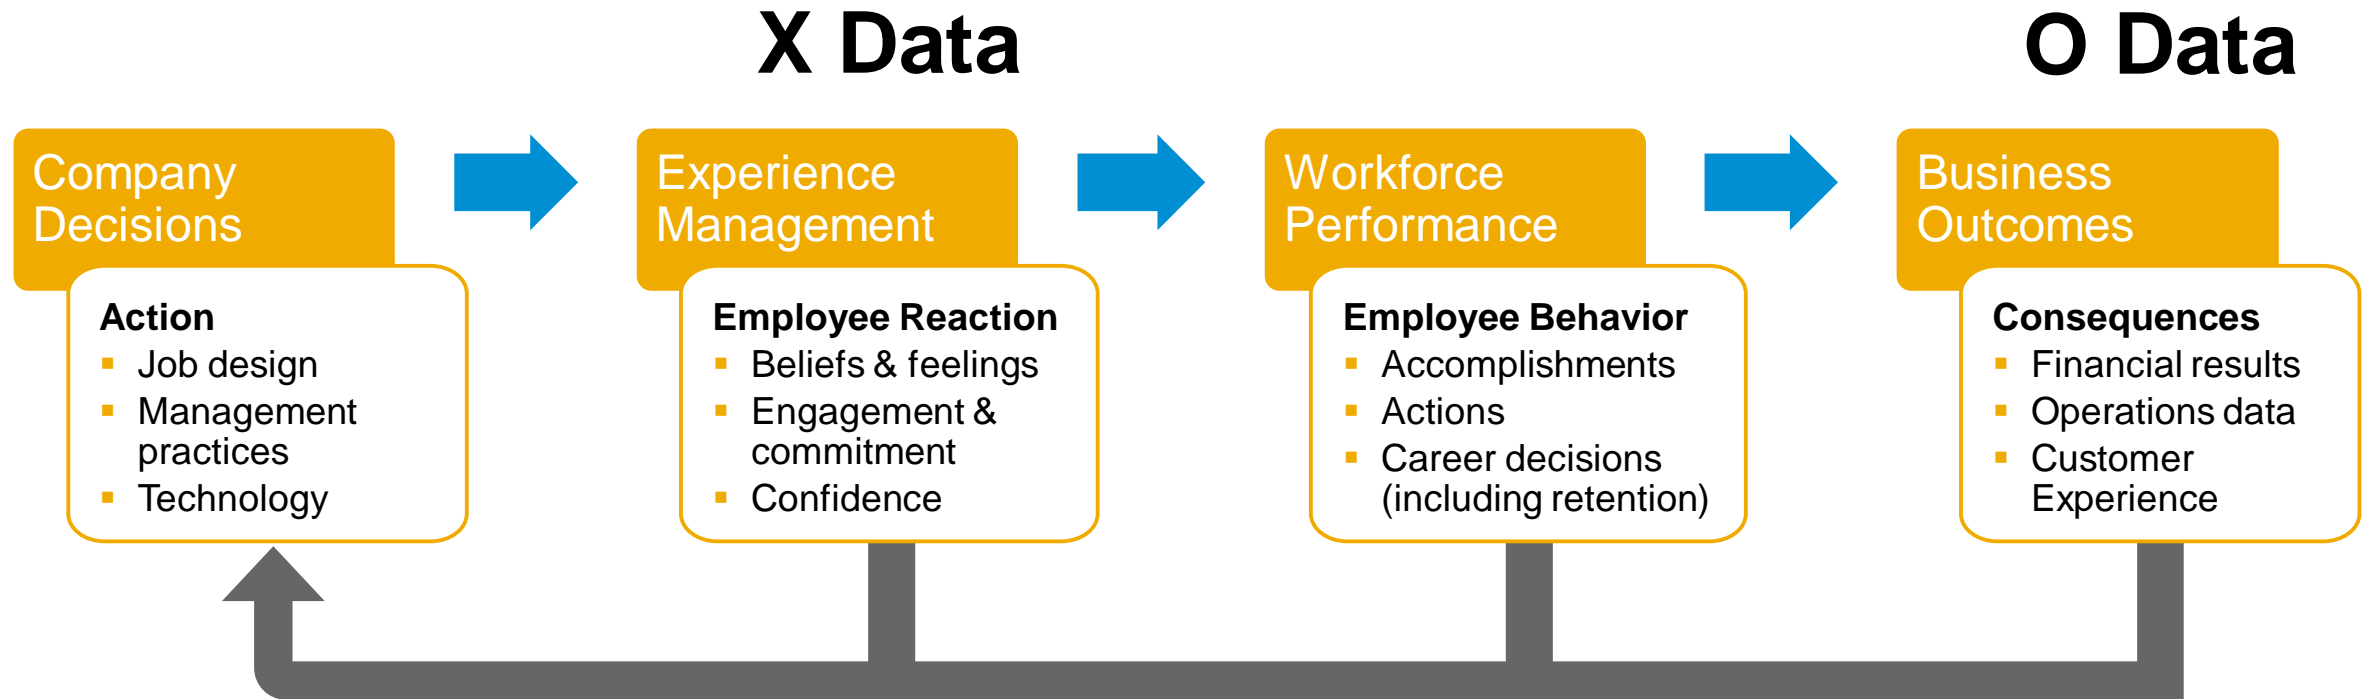 X Data
O Data
Company
Decisions
Action
▪ Job design
▪ Management
practices
▪ Technology
Experience
Management
Employee Reaction
▪ Beliefs & feelings
▪ Engagement &
commitment
▪ Confidence
Workforce
Performance
Employee Behavior
▪ Accomplishments
▪ Actions
▪ Career decisions
(including retention)
Business
Outcomes
Consequences
▪ Financial results
▪ Operations data
▪ Customer
Experience